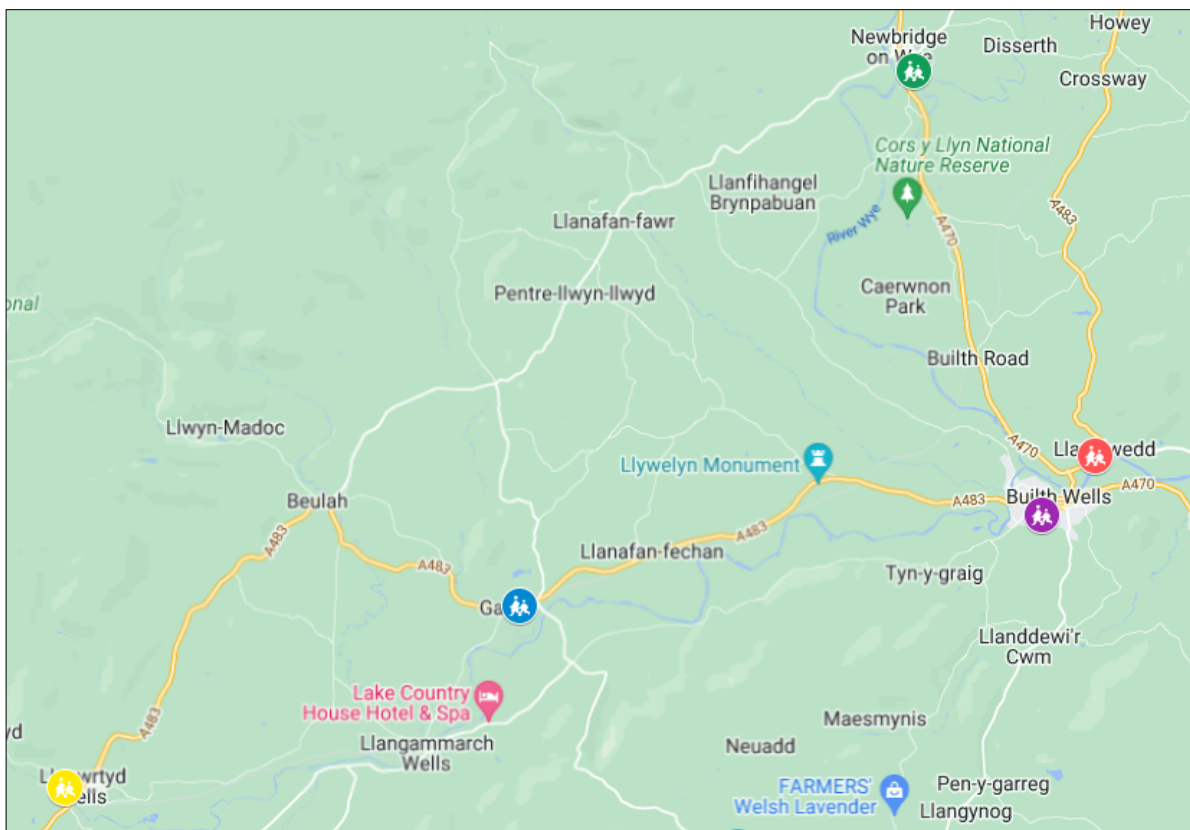 Howey
Newbridge
on Wye
Disserth
Crossway
Cors y Llyn National
Nature Reserve
Llanfihangel
Brynpabuan
A483
Llanafan-fawr
River Wye
A470
Caerwnon
Park
Pentre-llwyn-llwyd
onal
Builth Road
Llwyn-Madoc
A470
Llywelyn Monument
A470
Beulah
A483
Builth Wells
A483
A483
Llanafan-fechan
A483
Tyn-y-graig
Llanddewi'r
Cwm
Lake Country
House Hotel & Spa
Maesmynis
A483
yd
Llangammarch
Wells
Neuadd
ells
FARMERS'
Welsh Lavender
Pen-y-garreg
Llangynog